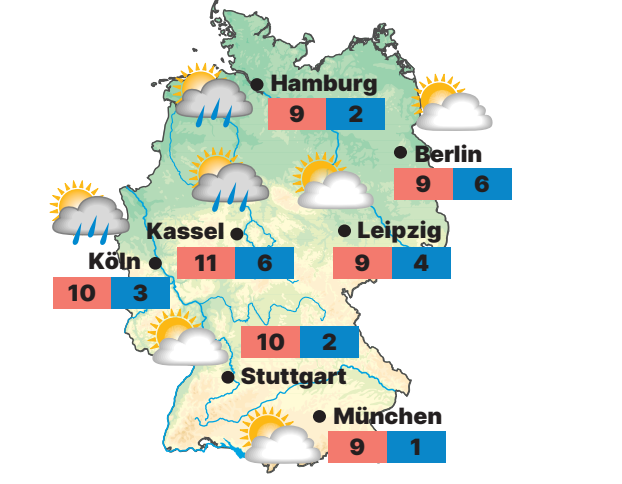 Hamburg
9 2
Berlin
9 6
Kassel
11 6
Leipzig
9 4
Köln
10 3
10 2
Stuttgart
München
9 1